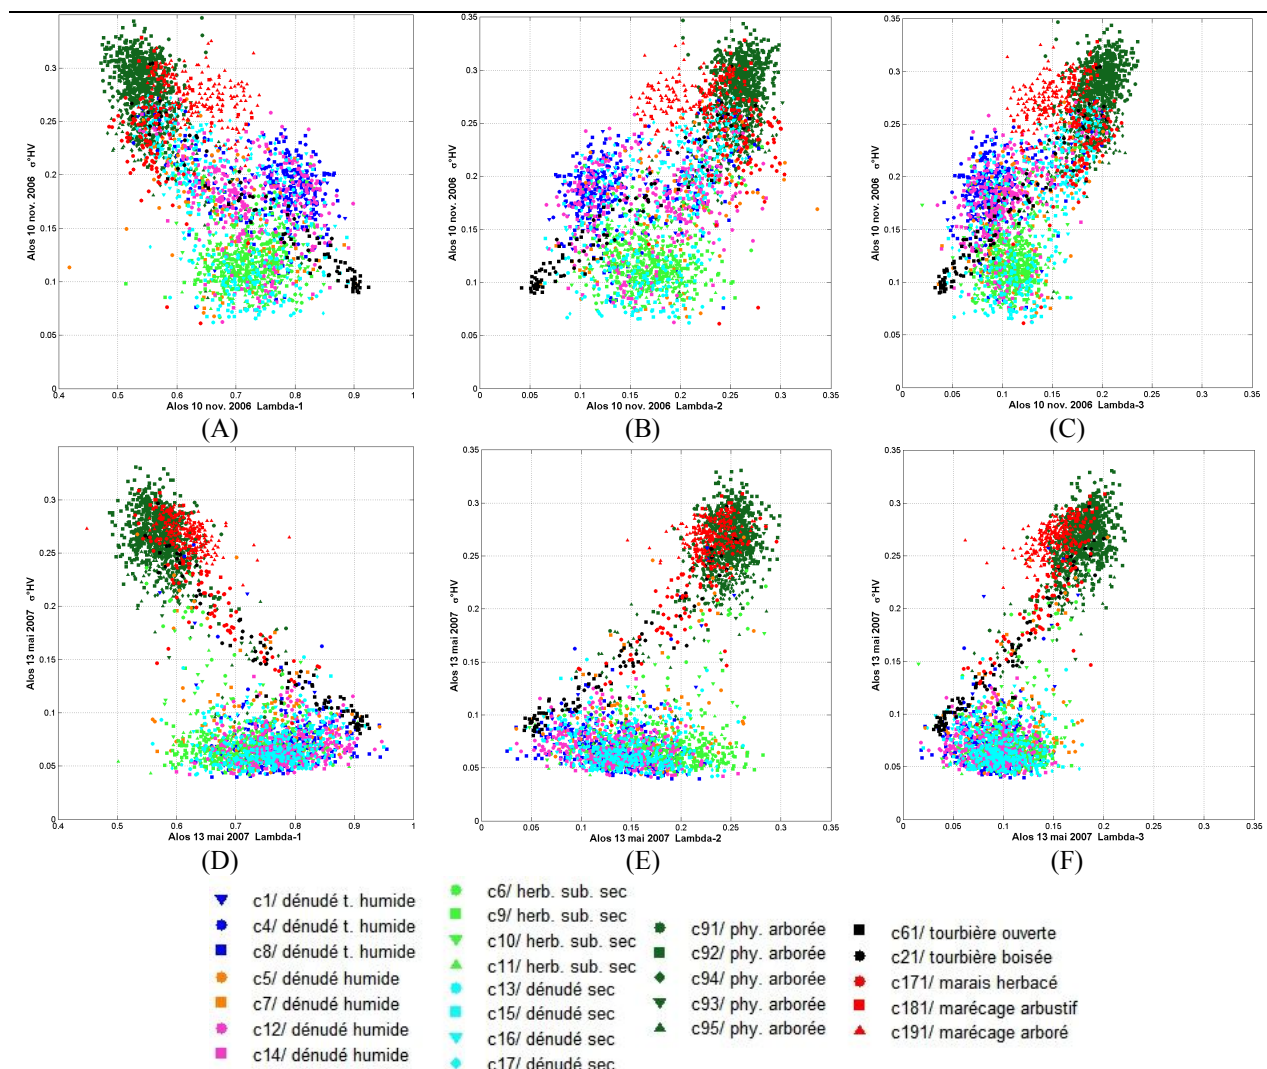 0.3
0.25
0.2
0.15
0.1
0.05
0
Alos 10 nov. 2006 σ°HV
0.4 0.5 0.6 0.7 0.8 0.9 1
Alos 10 nov. 2006 Lambda-1
(A)
0.35
0.3
0.25
0.2
0.15
0.1
0.05
0
Alos 10 nov. 2006 σ°HV
0 0.05 0.1 0.15 0.2 0.25 0.3 0.35
Alos 10 nov. 2006 Lambda-2
(B)
0.35
0.3
0.25
0.2
0.15
0.1
0.05
0
Alos 10 nov. 2006 σ°HV
0 0.05 0.1 0.15 0.2 0.25 0.3 0.35
Alos 10 nov. 2006 Lambda-3
(C)
0.3
0.25
0.2
0.15
0.1
0.05
0
Alos 13 mai 2007 σ°HV
0.4 0.5 0.6 0.7 0.8 0.9 1
Alos 13 mai 2007 Lambda-1
(D)
0.35
0.3
0.25
0.2
0.15
0.1
0.05
0
Alos 13 mai 2007 σ°HV
0 0.05 0.1 0.15 0.2 0.25 0.3 0.35
Alos 13 mai 2007 Lambda-2
(E)
0.35
0.3
0.25
0.2
0.15
0.1
0.05
0
Alos 13 mai 2007 σ°HV
0 0.05 0.1 0.15 0.2 0.25 0.3 0.35
Alos 13 mai 2007 Lambda-3
(F)
c1/ dénudé t. humide
c4/ dénudé t. humide
c8/ dénudé t. humide
c5/ dénudé humide
c7/ dénudé humide
c12/ dénudé humide
c14/ dénudé humide
c6/ herb. sub. sec
c9/ herb. sub. sec
c10/ herb. sub. sec
c11/ herb. sub. sec
c13/ dénudé sec
c15/ dénudé sec
c16/ dénudé sec
c17/ dénudé sec
c91/ phy. arborée
c92/ phy. arborée
c94/ phy. arborée
c93/ phy. arborée
c95/ phy. arborée
c61/ tourbière ouverte
c21/ tourbière boisée
c171/ marais herbacé
c181/ marécage arbustif
c191/ marécage arboré